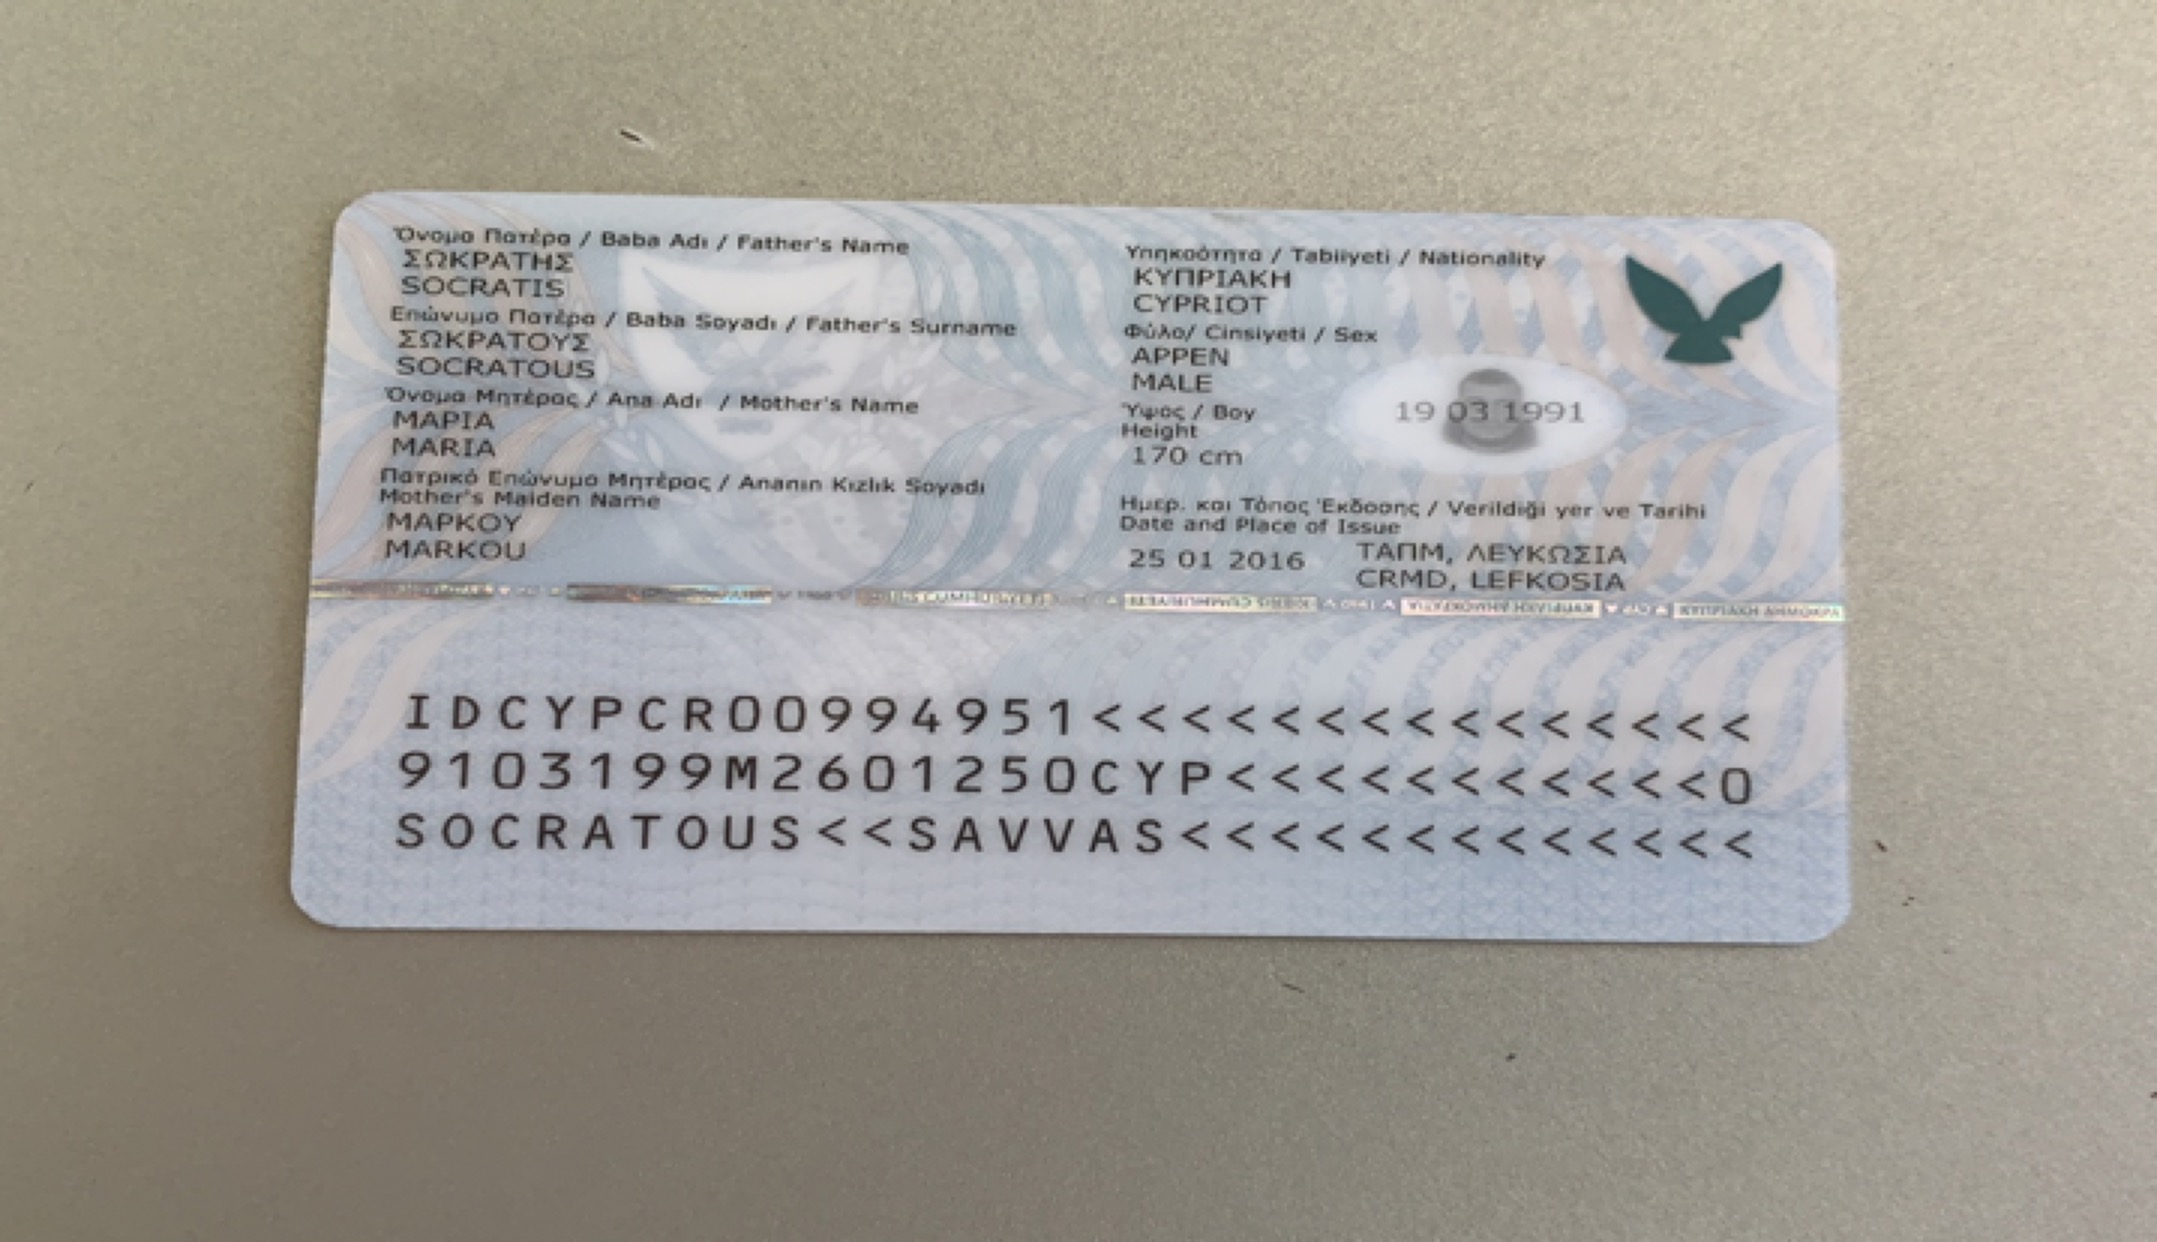 Όνομα Πατέρα / Baba Adı / Father's Name
ΣΩΚΡΑΤΗΣ
SOCRATIS
Επώνυμο Πατέρα / Baba Soyadı / Father's Surname
ΣΩΚΡΑΤΟΥΣ
SOCRATOUS
Όνομα Μητέρας / Ana Adı / Mother's Name
ΜΑΡΙΑ
MARIA
Πατρικό Επώνυμο Μητέρας / Ananın Kızlık Soyadı
Mother's Maiden Name
ΜΑΡΚΟΥ
MARKOU
Υπηκοότητα / Tabiiyeti / Nationality
ΚΥΠΡΙΑΚΗ
CYPRIOT
Φύλο/ Cinsiyeti / Sex
ΑΡΡΕΝ
MALE
Ύψος / Boy
Height
170 cm
19 03 1991
Ημερ. και Τόπος Έκδοσης / Verildiği yer ve Tarihi
Date and Place of Issue
25 01 2016 ΤΑΠΜ, ΛΕΥΚΩΣΙΑ
CRMD, LEFKOSIA
IDCYPCR00994951<<<<<<<<<<<<<<<
9103199M2601250CYP<<<<<<<<<<<0
SOCRATOUS<<SAVVAS<<<<<<<<<<<<<